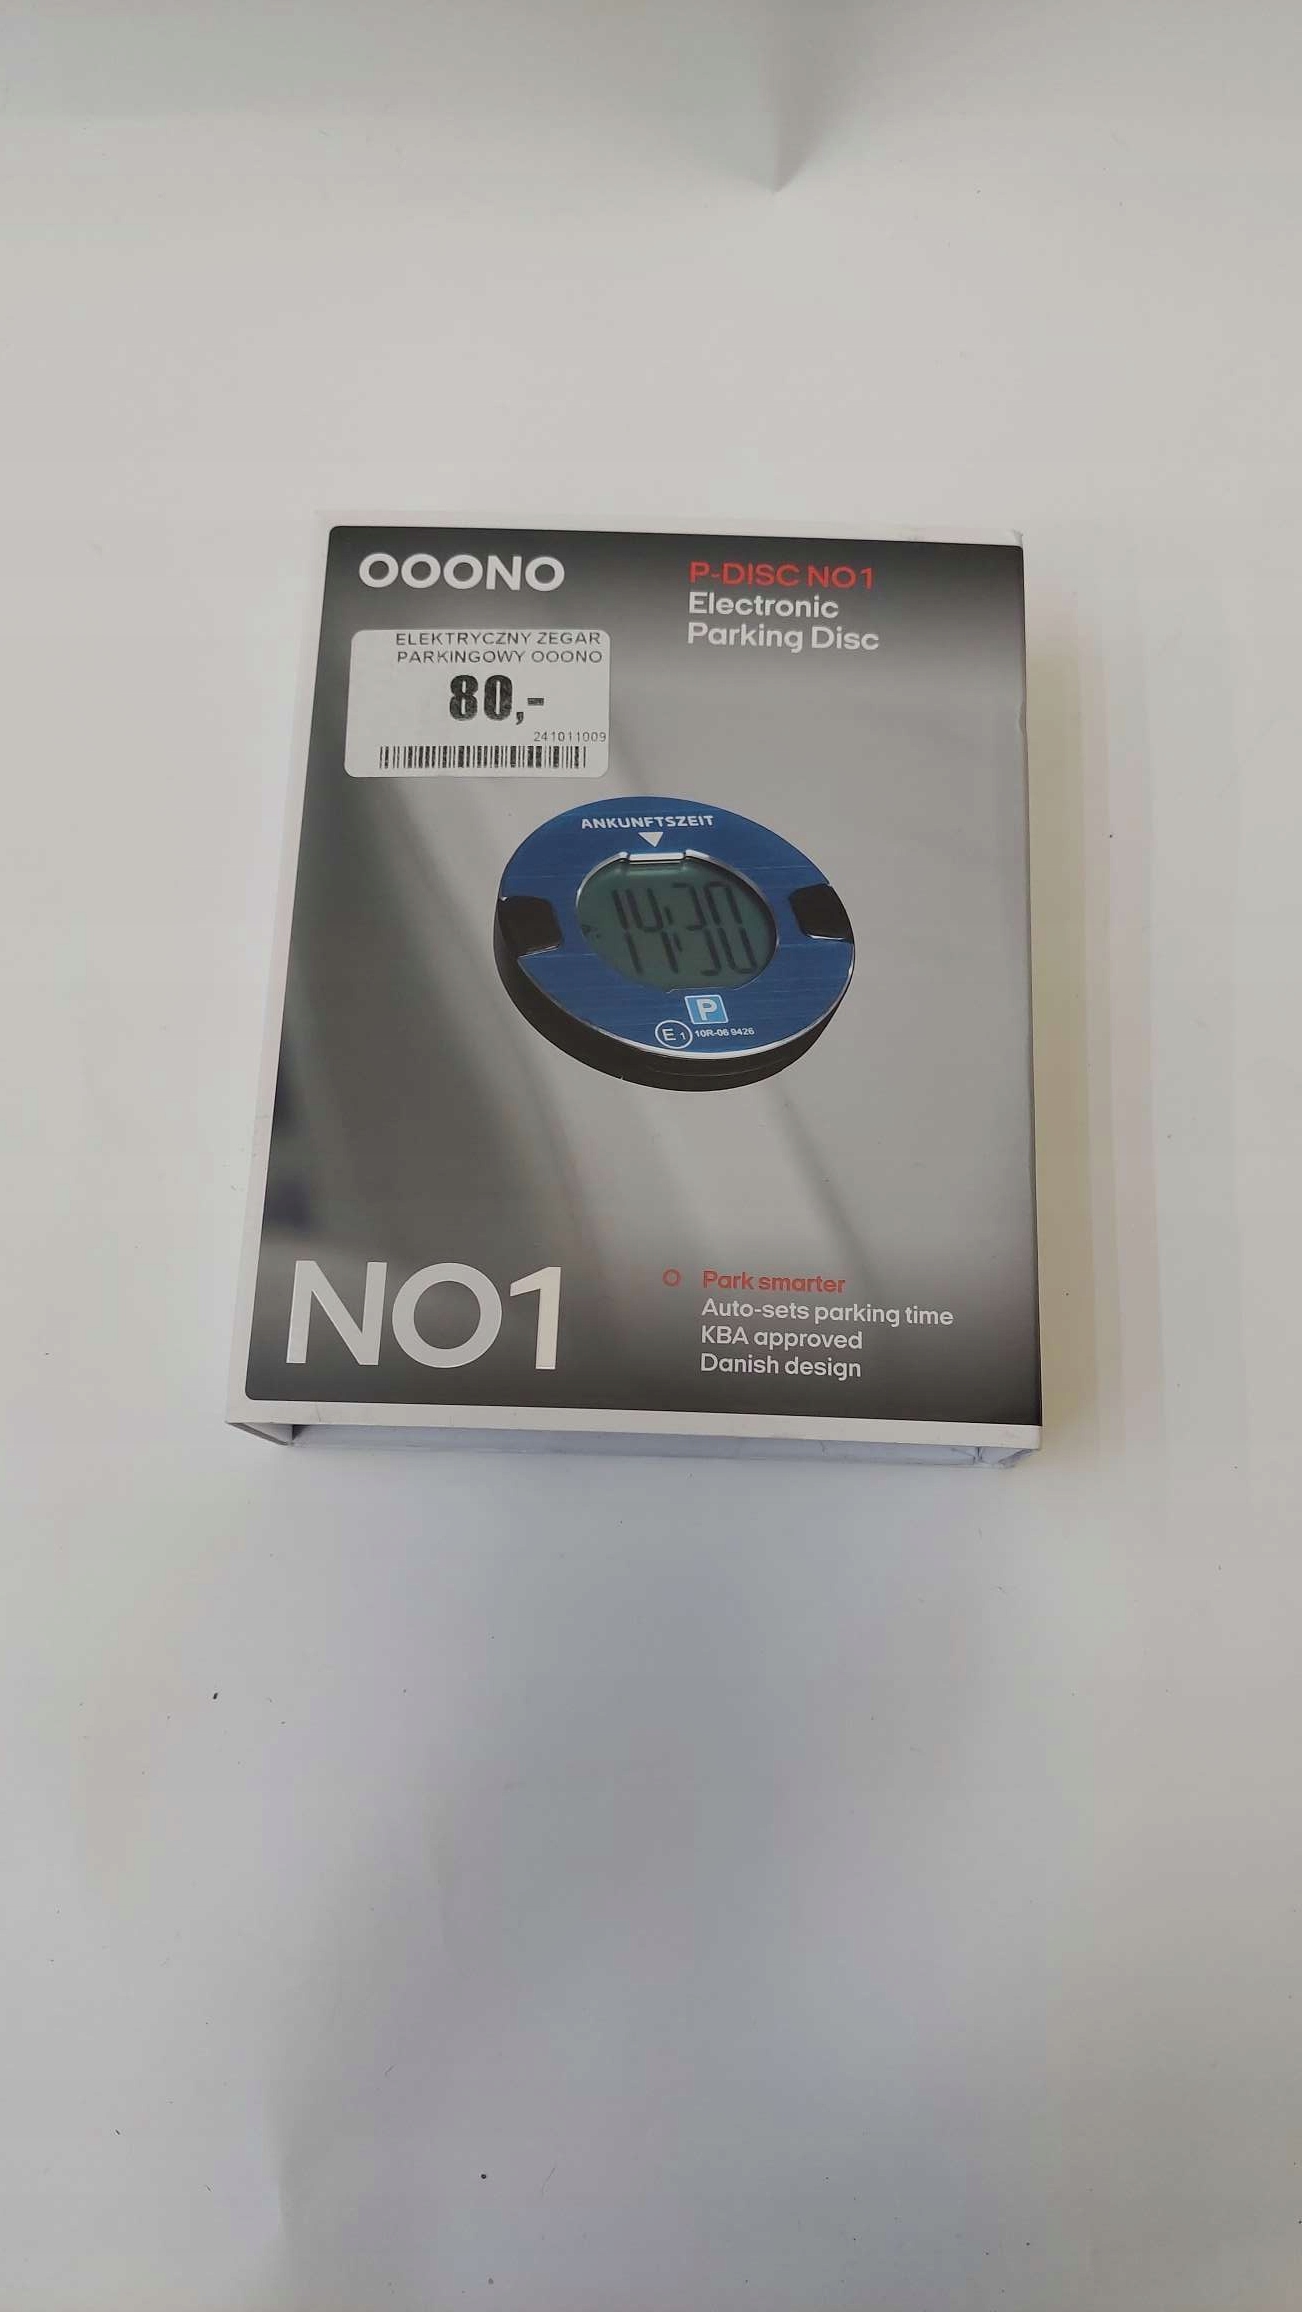 OOONO
P-DISC NO1
Electronic
Parking Disc
ELEKTRYCZNY ZEGAR
PARKINGOWY OOONO
80,-
241011009
ANKUNFTSZEIT
14:30
P
E1 10R-06 9426
NO1
Park smarter
Auto-sets parking time
KBA approved
Danish design